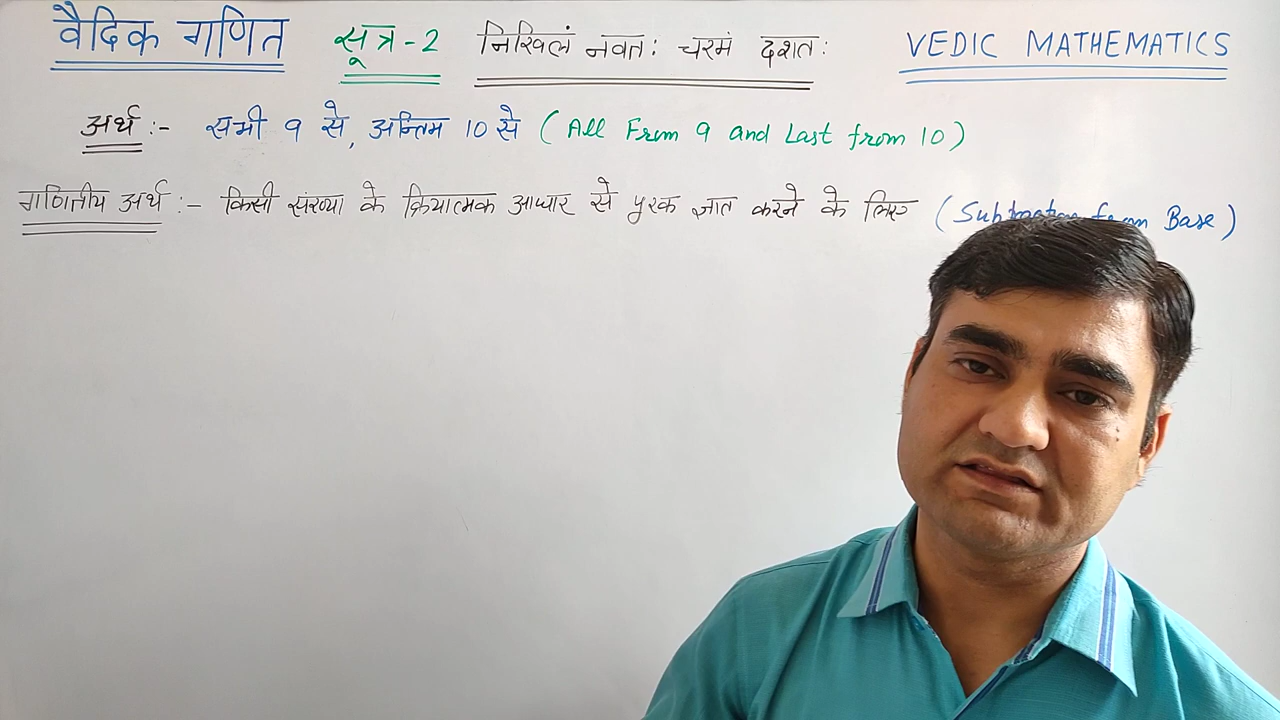 वैदिक गणित सूत्र-2 निखिलं नवतः चरमं दशतः VEDIC MATHEMATICS
अर्थ :- सभी 9 से, अन्तिम 10 से ( All From 9 and Last from 10 )
गणितीय अर्थ :- किसी संख्या के क्रियात्मक आधार से पूरक ज्ञात करने के लिए ( from Base )